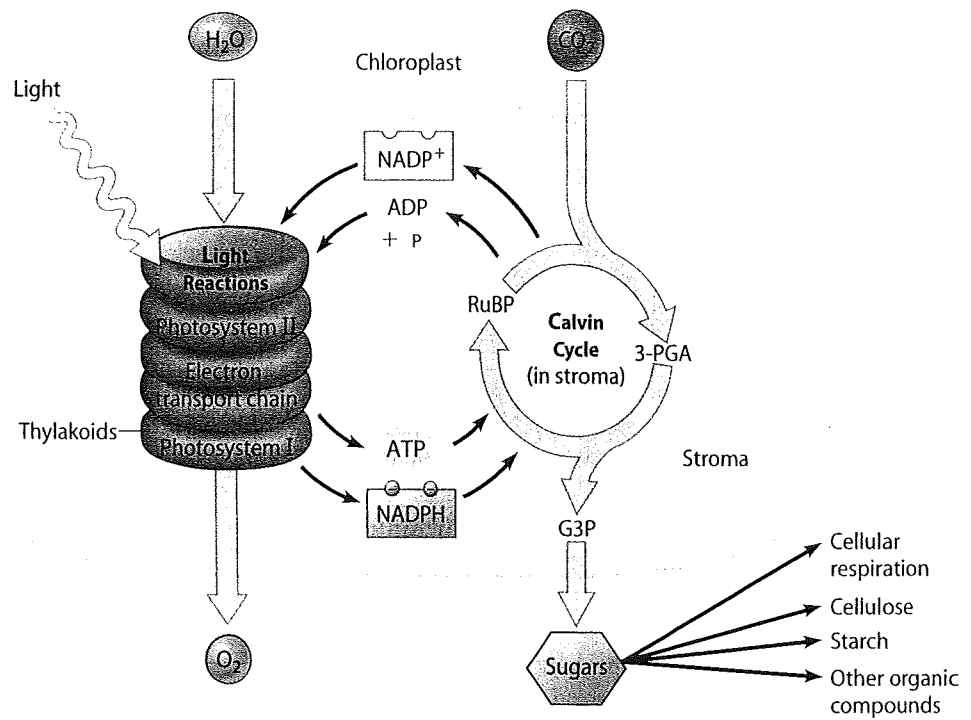 H₂O
CO₂
Chloroplast
Light
NADP⁺
ADP
+ P
Light
Reactions
Photosystem II
Electron
transport chain
Photosystem I
Thylakoids
RuBP
Calvin
Cycle
(in stroma)
3-PGA
ATP
NADPH
Stroma
G3P
O₂
Sugars
Cellular
respiration
Cellulose
Starch
Other organic
compounds